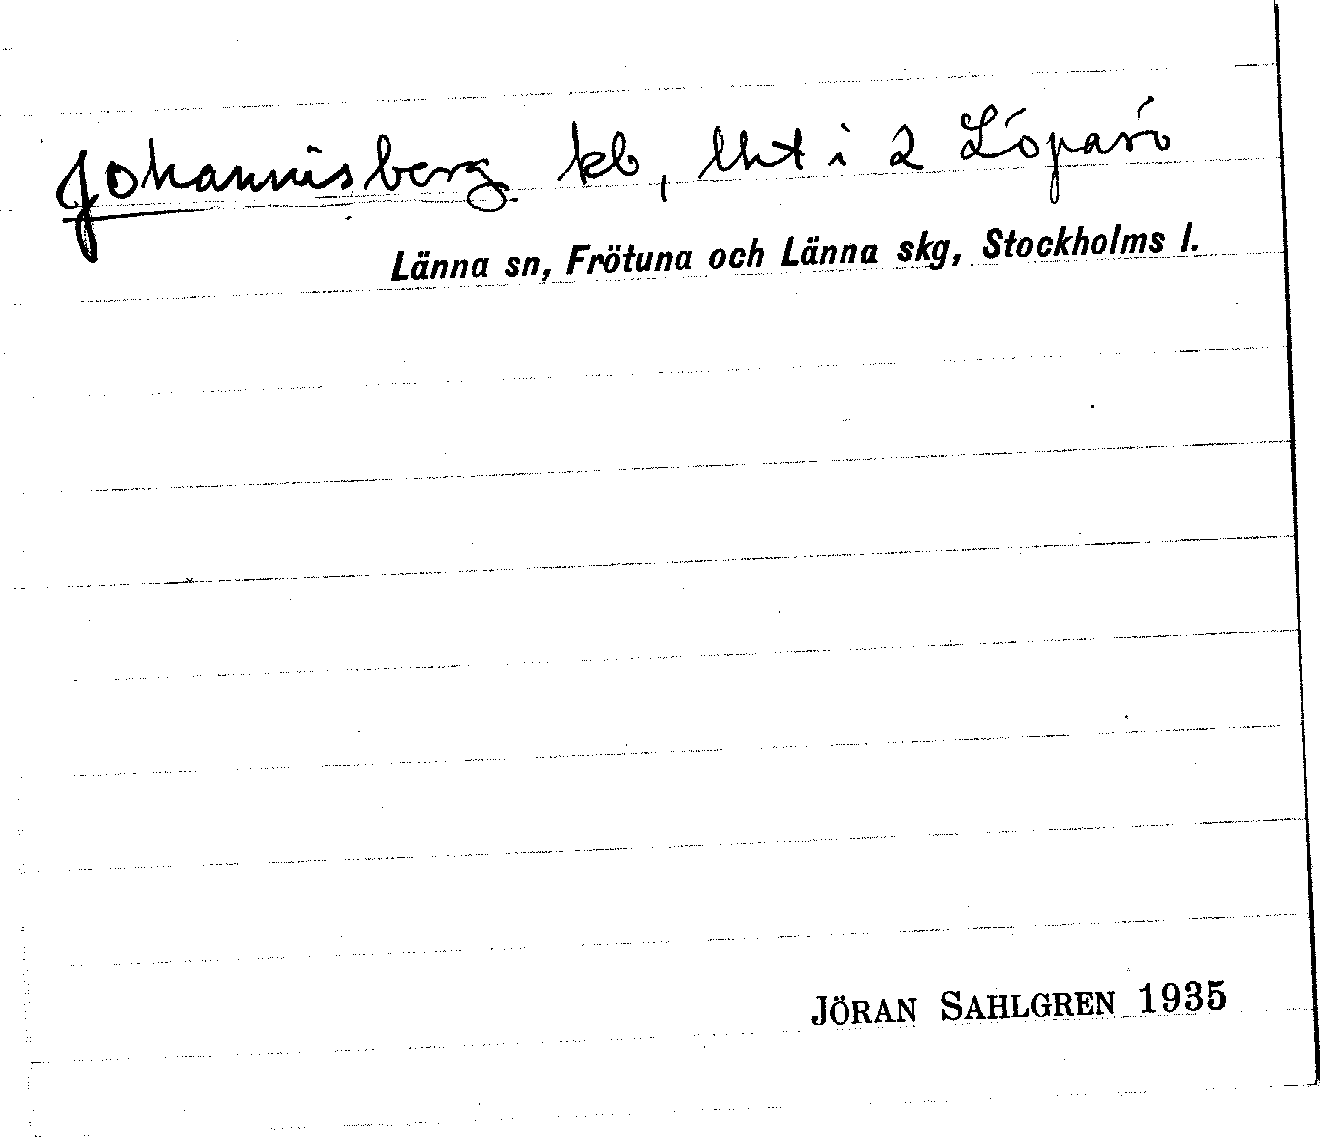 Johannisberg kb, lht i 2 Löparö
Länna sn, Frötuna och Länna skg, Stockholms l.
JÖRAN SAHLGREN 1935